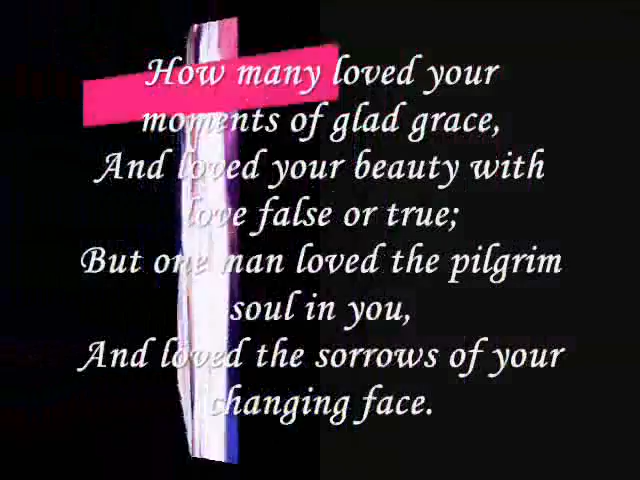 How many loved your
moments of glad grace,
And loved your beauty with
love false or true;
But one man loved the pilgrim
soul in you,
And loved the sorrows of your
changing face.